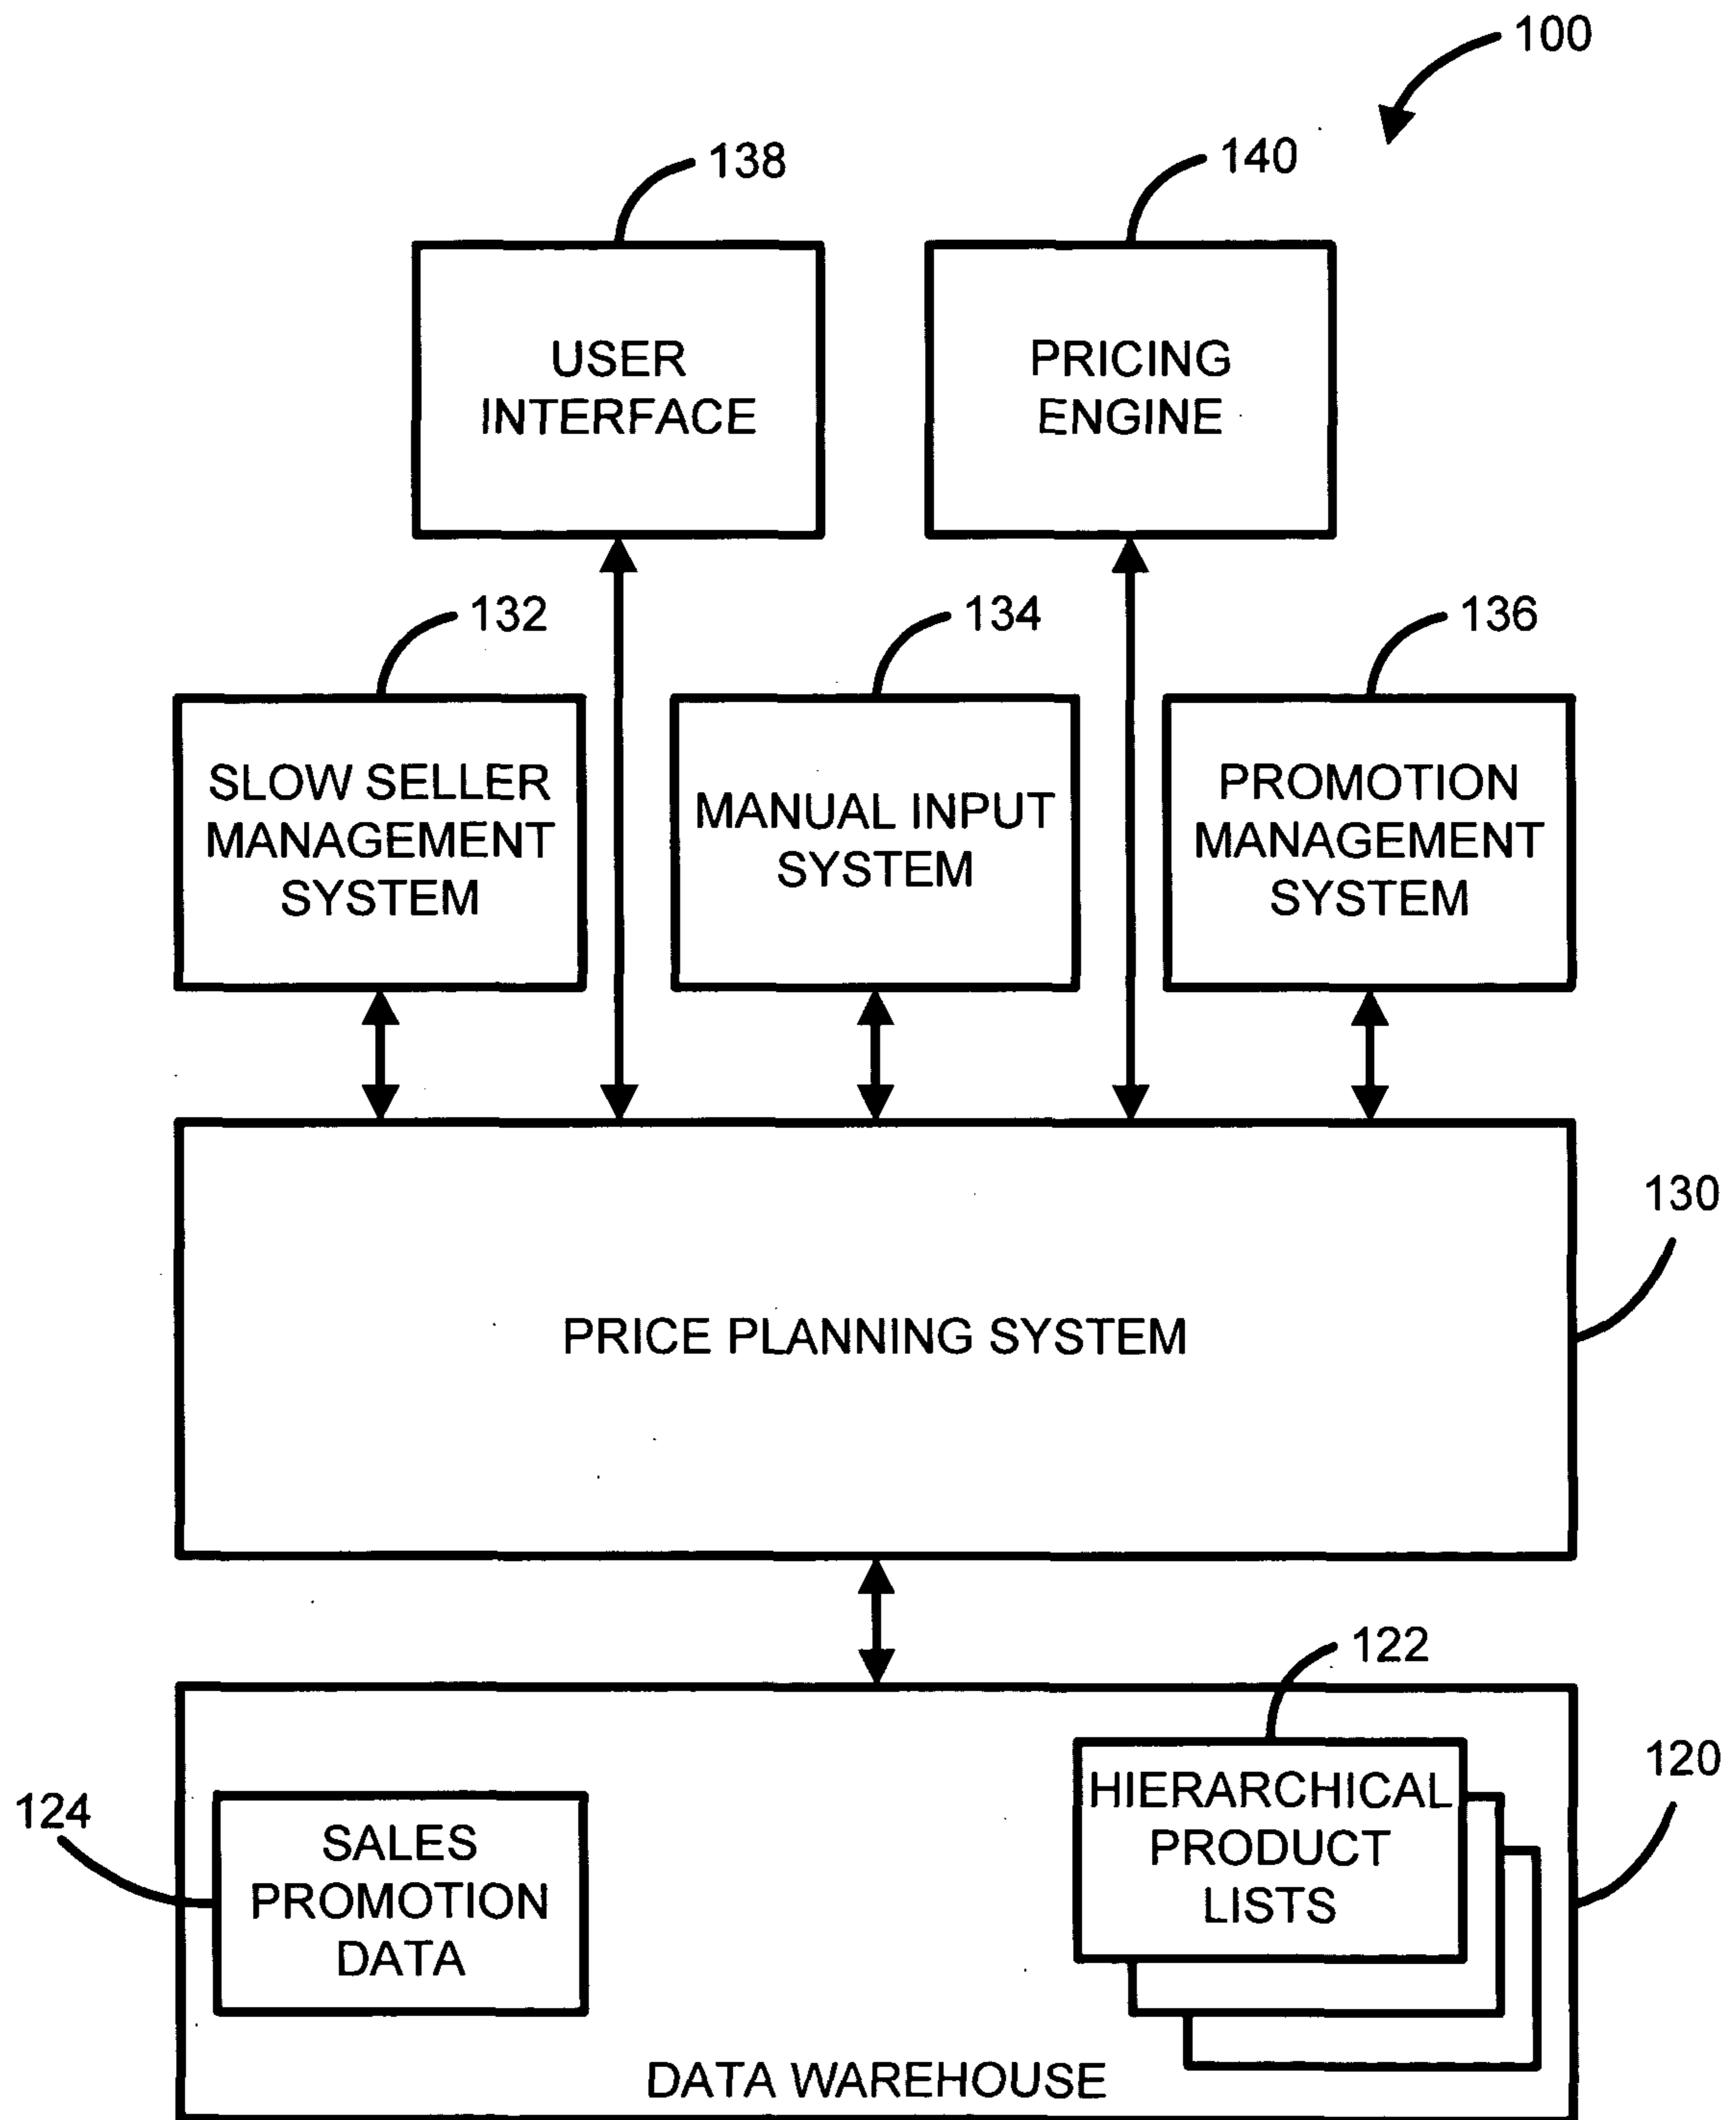 100
138
140
USER
INTERFACE
PRICING
ENGINE
132
134
136
SLOW SELLER
MANAGEMENT
SYSTEM
MANUAL INPUT
SYSTEM
PROMOTION
MANAGEMENT
SYSTEM
130
PRICE PLANNING SYSTEM
122
120
124
SALES
PROMOTION
DATA
HIERARCHICAL
PRODUCT
LISTS
DATA WAREHOUSE